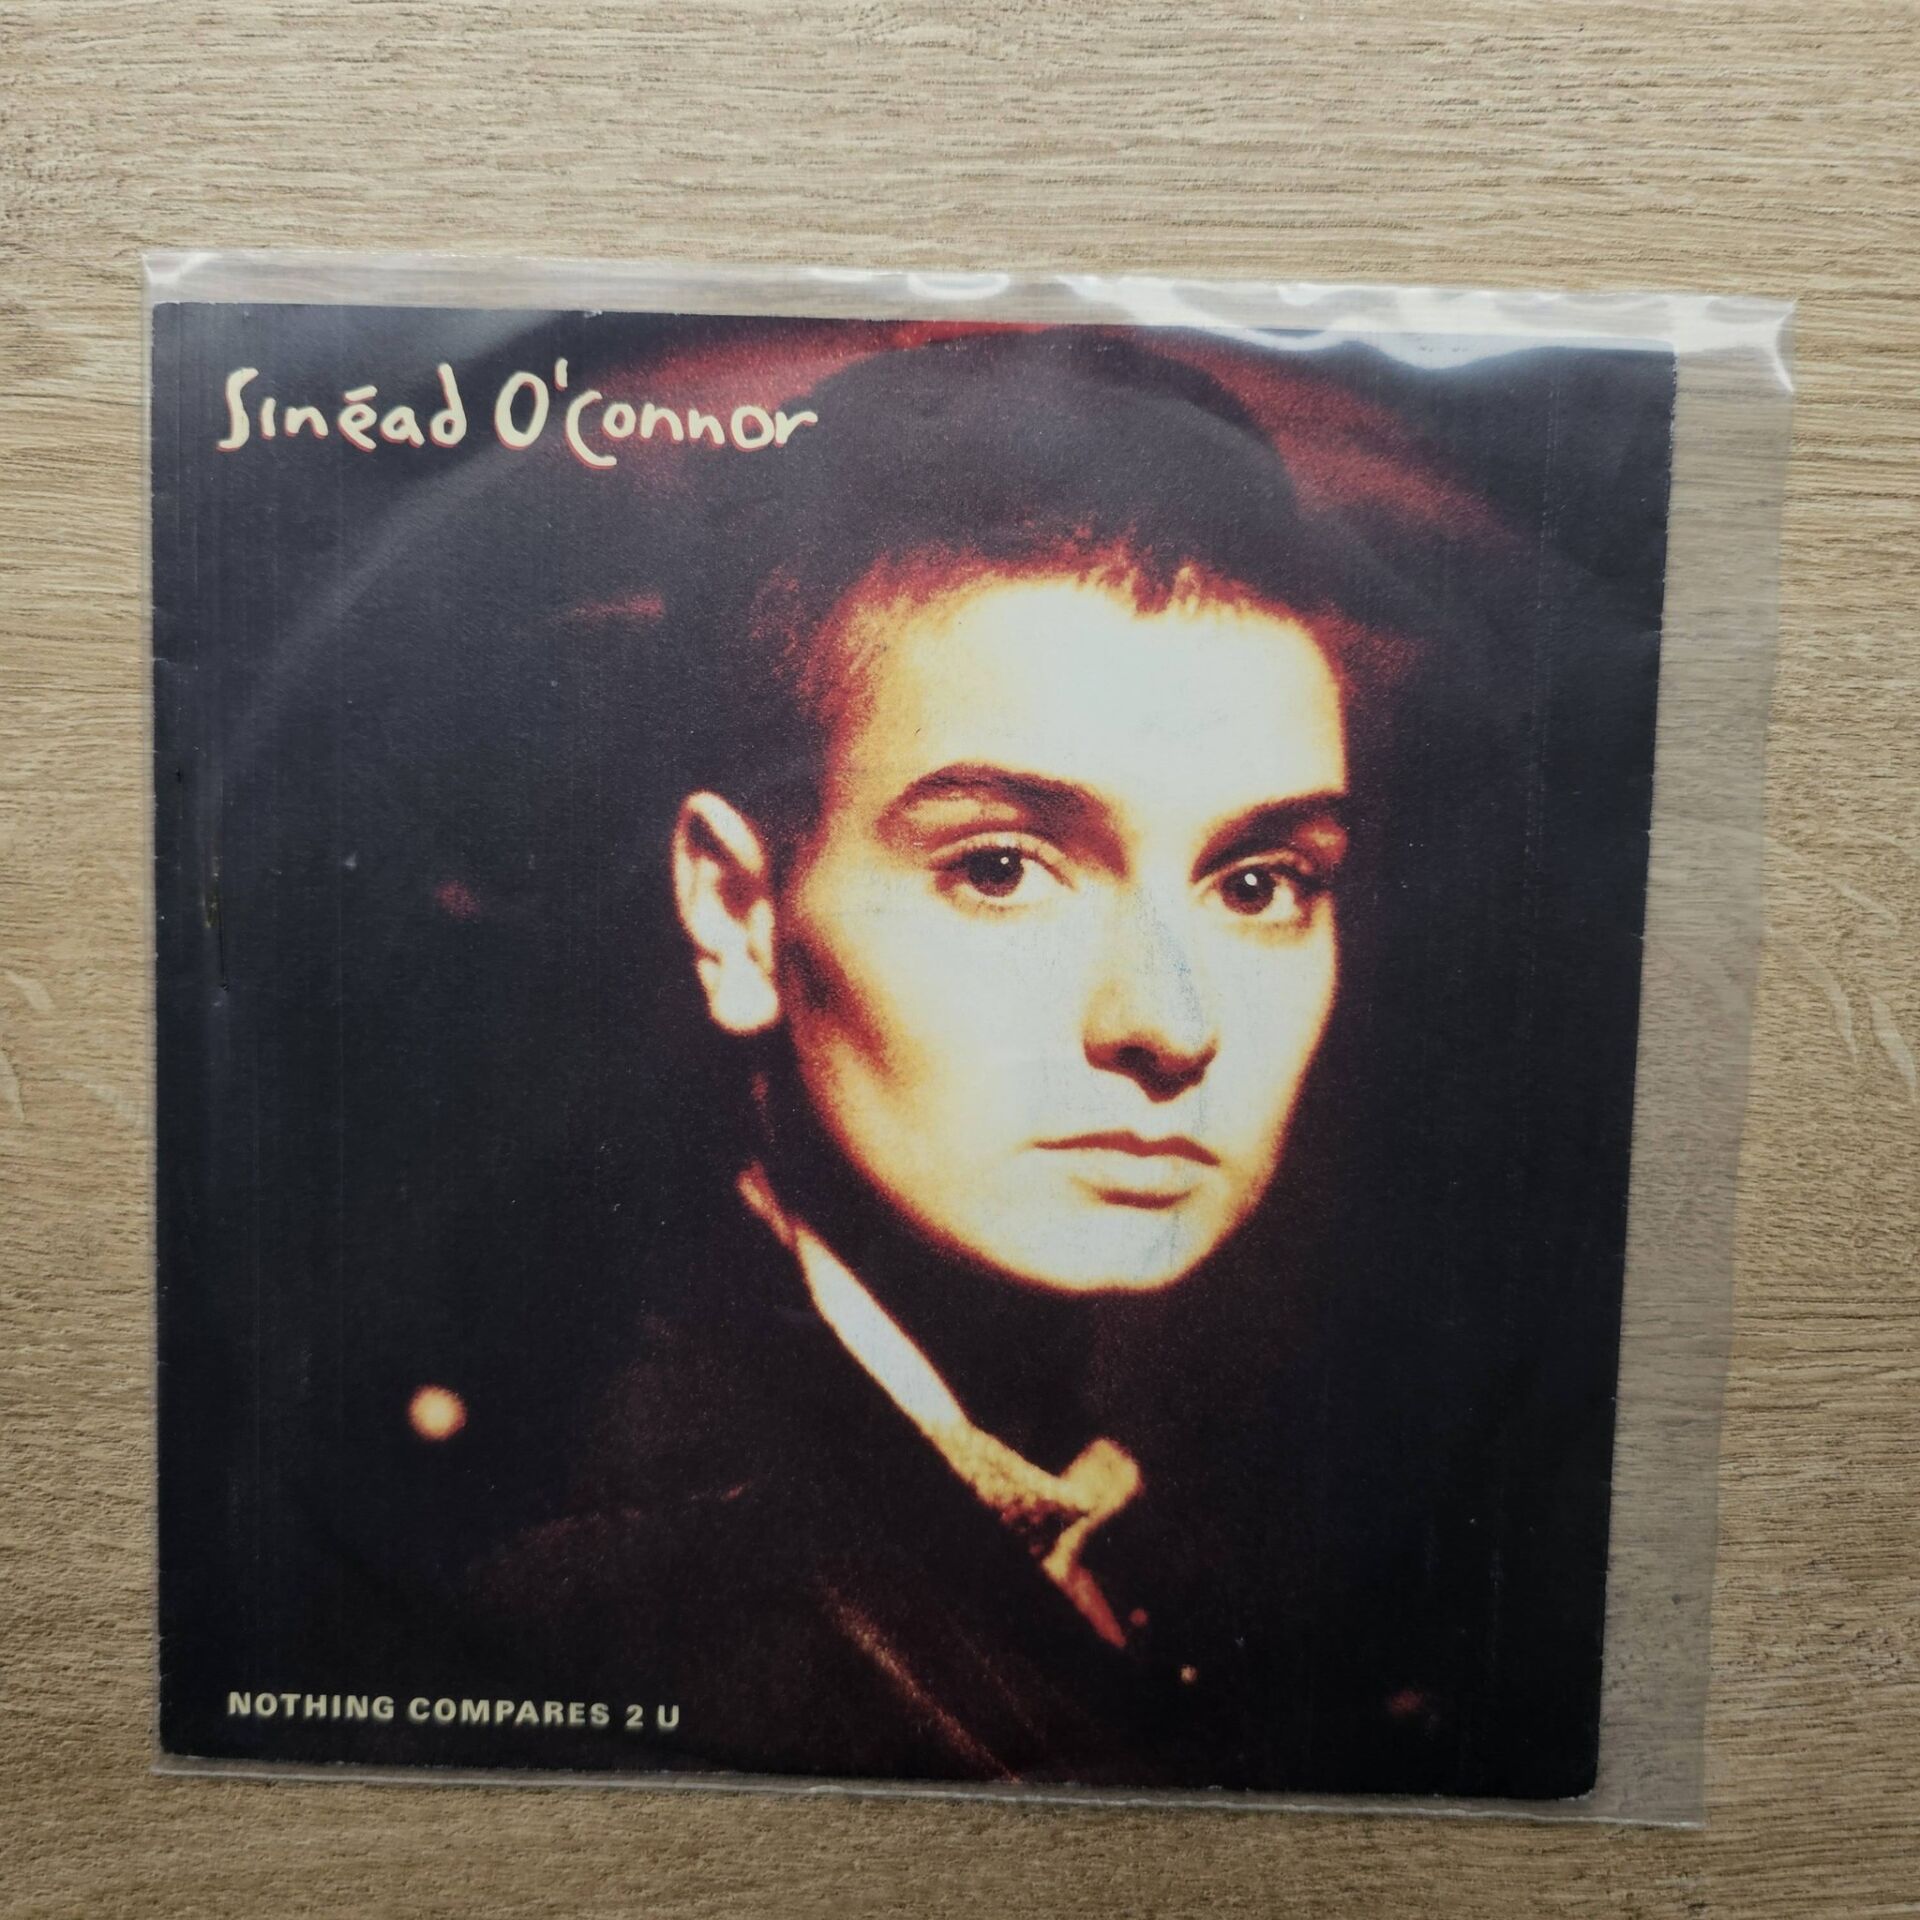 Sinéad O'Connor
NOTHING COMPARES 2 U